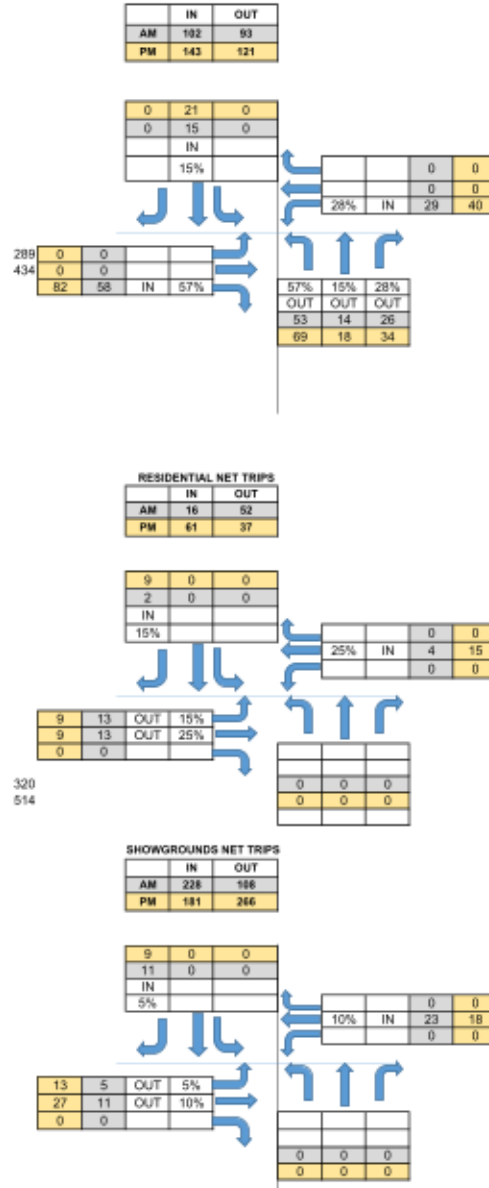 IN OUT
AM 102 93
PM 143 121
0 21 0
0 15 0
IN
15%
0 0
0 0
28% IN 29 40
289 0 0
434 0 0
82 58 IN 57%
57% 15% 28%
OUT OUT OUT
53 14 26
69 18 34
RESIDENTIAL NET TRIPS
IN OUT
AM 16 52
PM 61 37
9 0 0
2 0 0
IN
15%
0 0
25% IN 4 15
0 0
9 13 OUT 15%
9 13 OUT 25%
0 0
0 0 0
0 0 0
320
514
SHOWGROUNDS NET TRIPS
IN OUT
AM 228 108
PM 181 266
9 0 0
11 0 0
IN
5%
0 0
10% IN 23 18
0 0
13 5 OUT 5%
27 11 OUT 10%
0 0
0 0 0
0 0 0